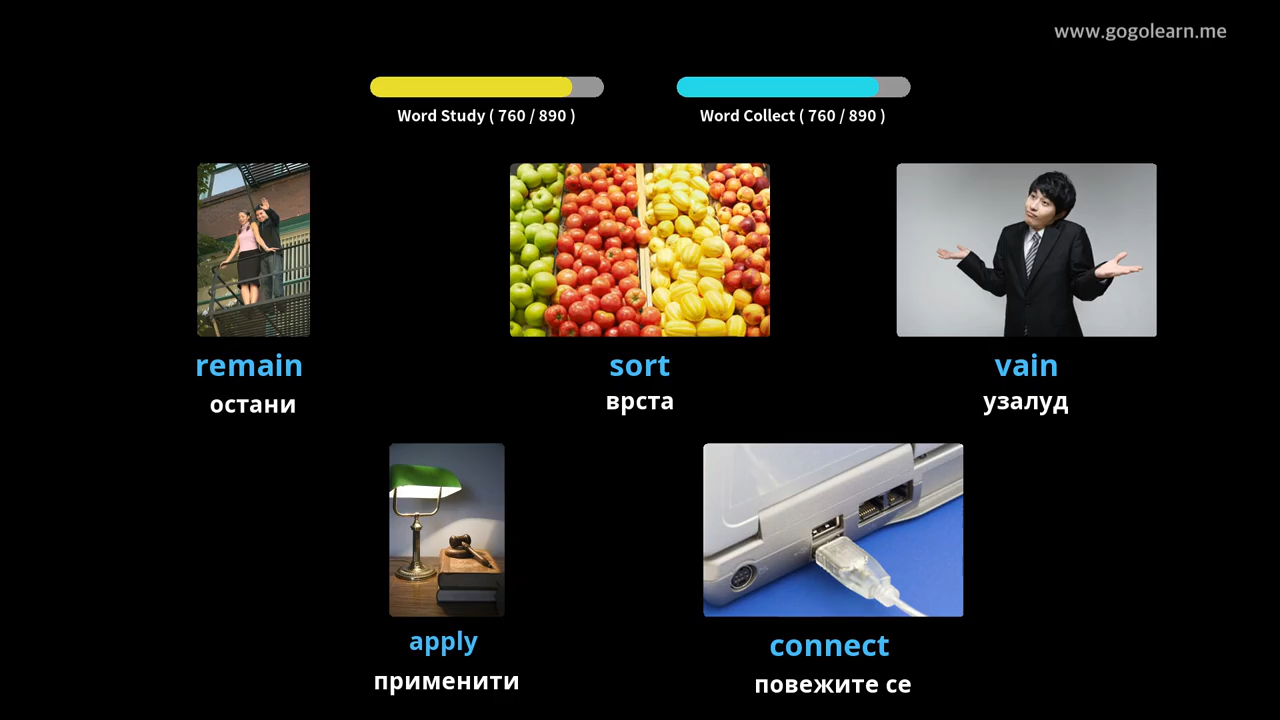 www.gogolearn.me
Word Study ( 760 / 890 )
Word Collect ( 760 / 890 )
remain
остани
sort
врста
vain
узалуд
apply
применити
connect
повежите се